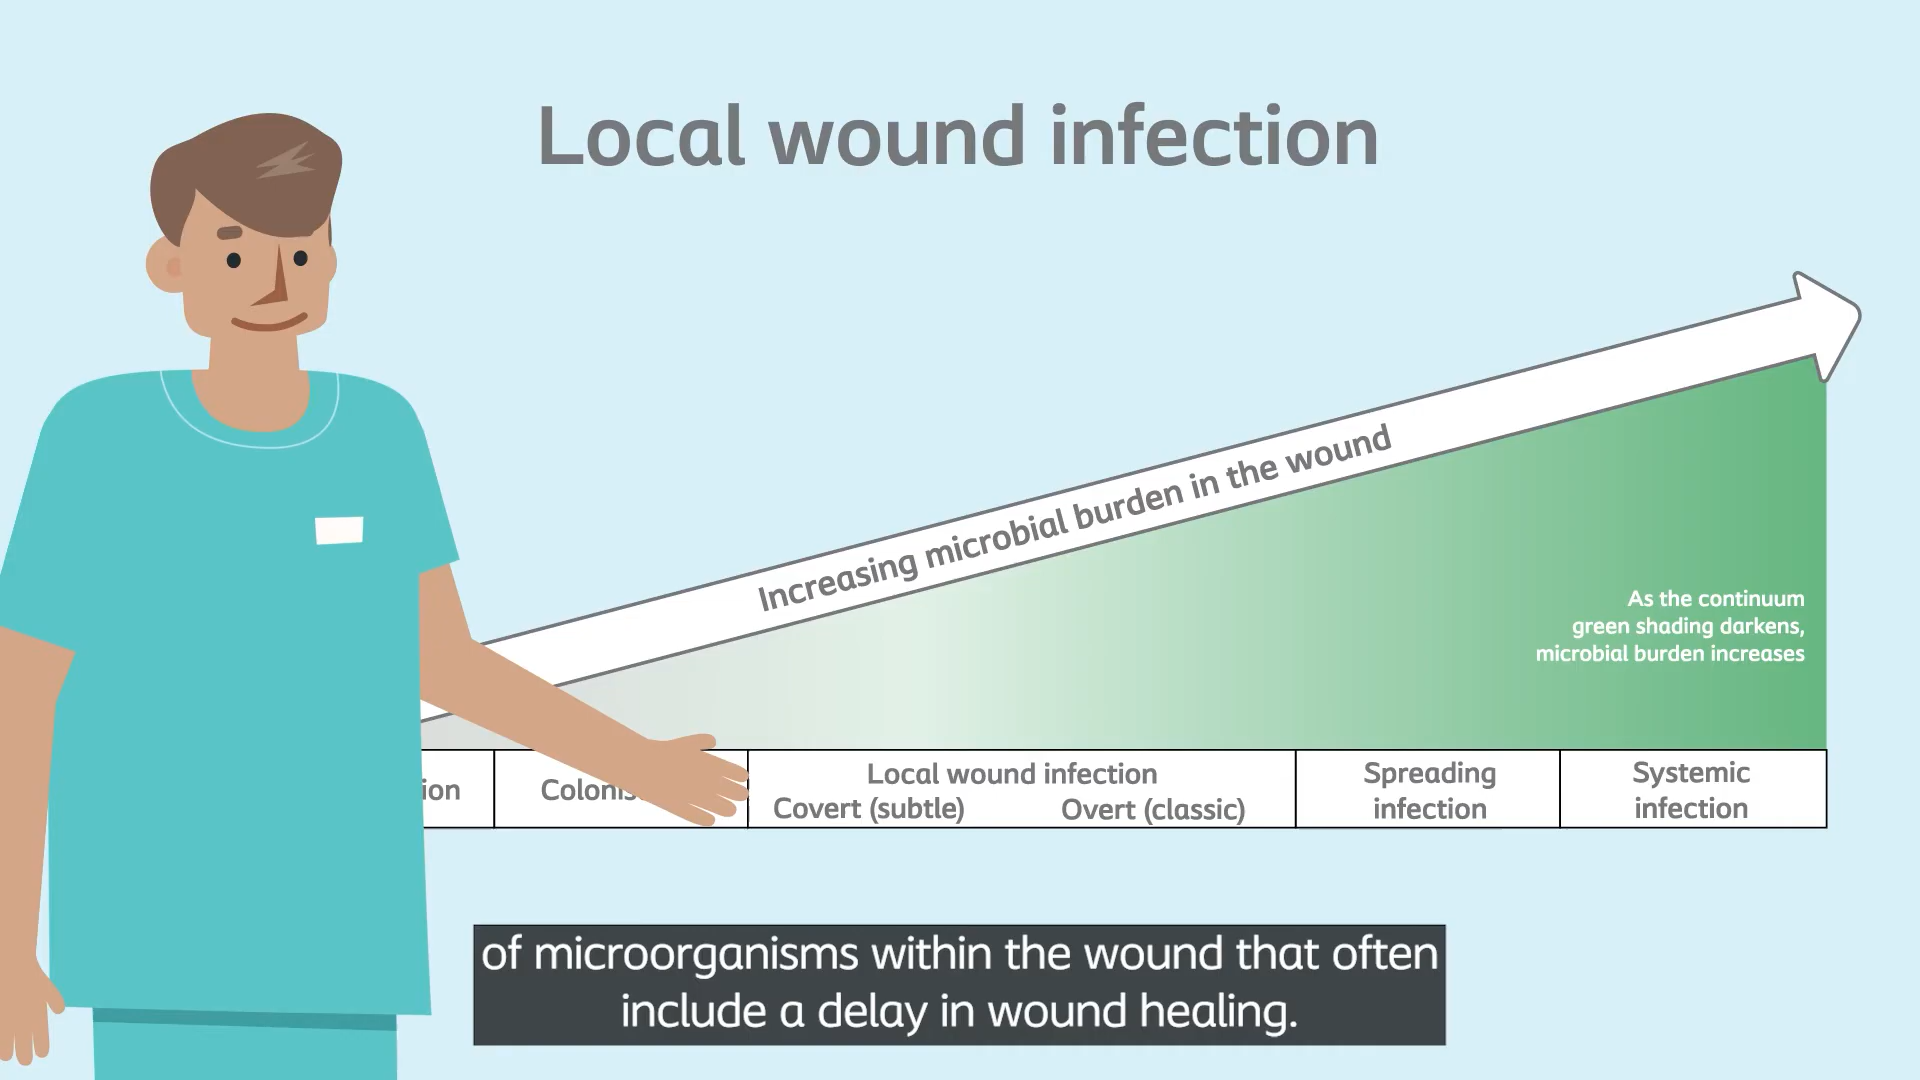 Local wound infection
Increasing microbial burden in the wound
As the continuum
green shading darkens,
microbial burden increases
ion
Colonis
Local wound infection
Covert (subtle)
Overt (classic)
Spreading
infection
Systemic
infection
of microorganisms within the wound that often
include a delay in wound healing.